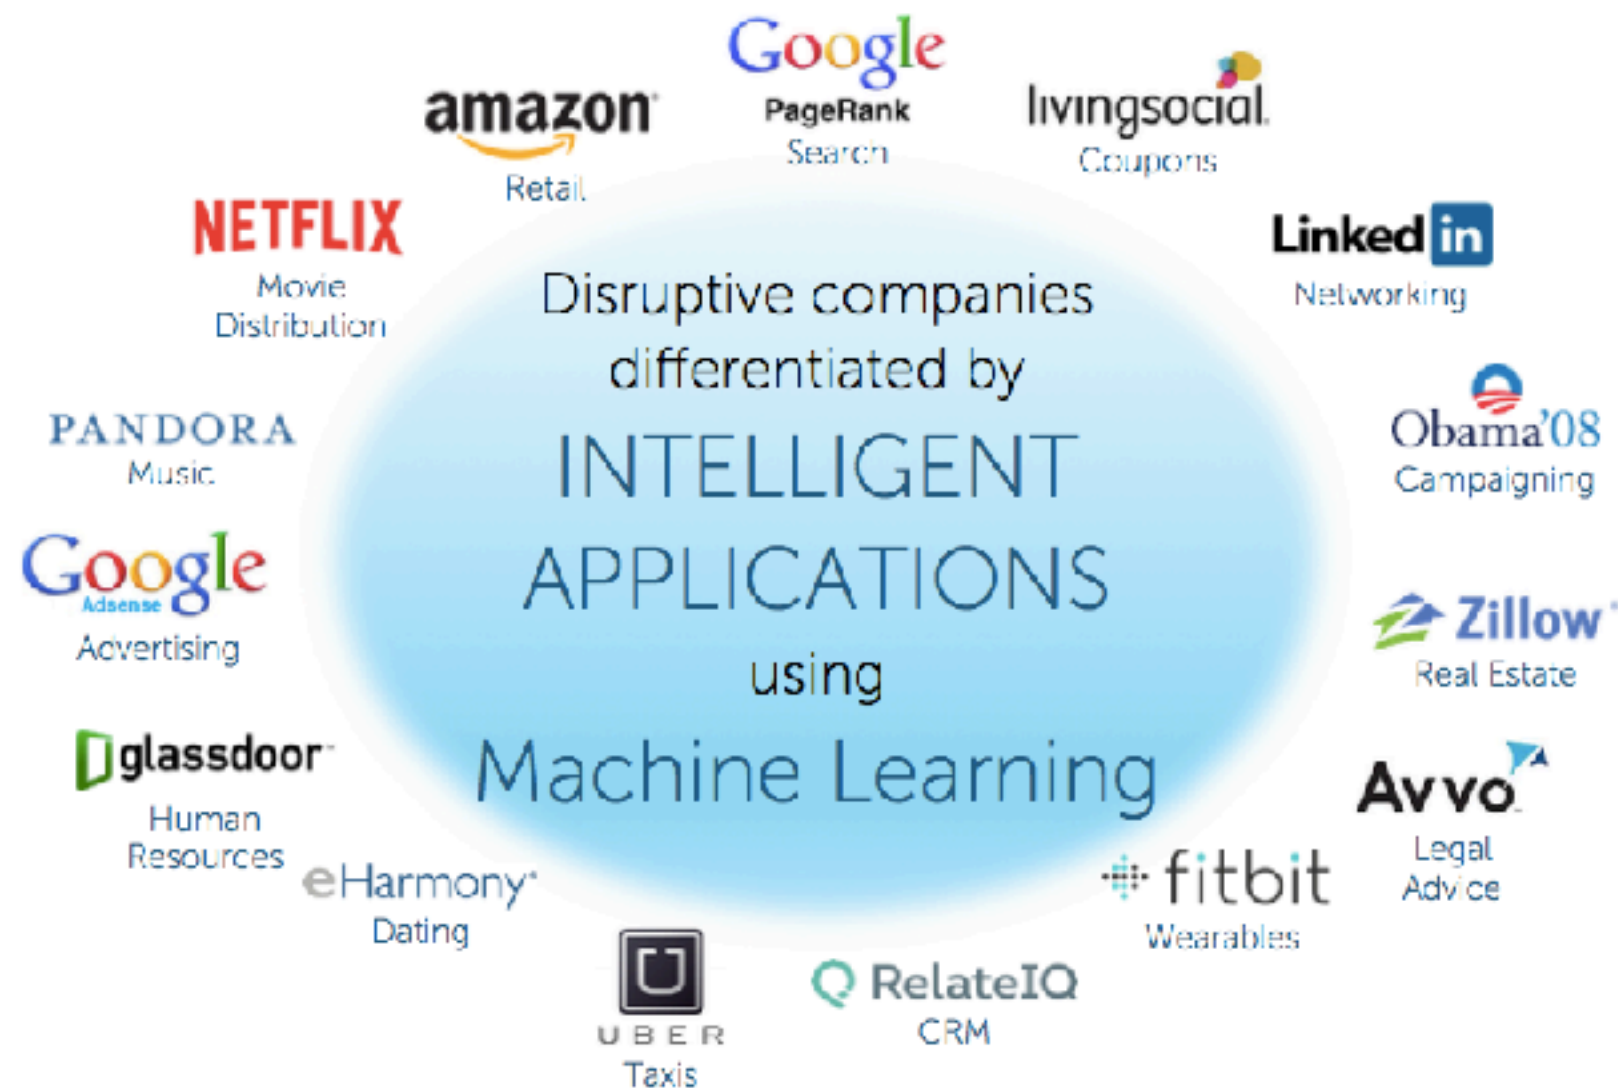 Google
PageRank
Search
amazon
Retail
livingsocial.
Coupons
NETFLIX
Movie
Distribution
Linked in
Networking
Disruptive companies
differentiated by
INTELLIGENT
APPLICATIONS
using
Machine Learning
PANDORA
Music
Obama'08
Campaigning
Google
Adsense
Advertising
Zillow
Real Estate
glassdoor
Human
Resources
Avvo
Legal
Advice
eHarmony
Dating
fitbit
Wearables
U
UBER
Taxis
RelateIQ
CRM